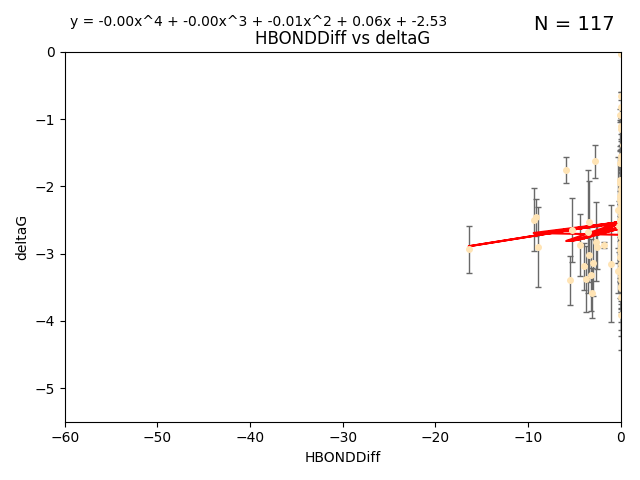 y = -0.00x^4 + -0.00x^3 + -0.01x^2 + 0.06x + -2.53
N = 117
HBONDDiff vs deltaG
0
−1
−2
−3
−4
−5
deltaG
−60 −50 −40 −30 −20 −10 0
HBONDDiff